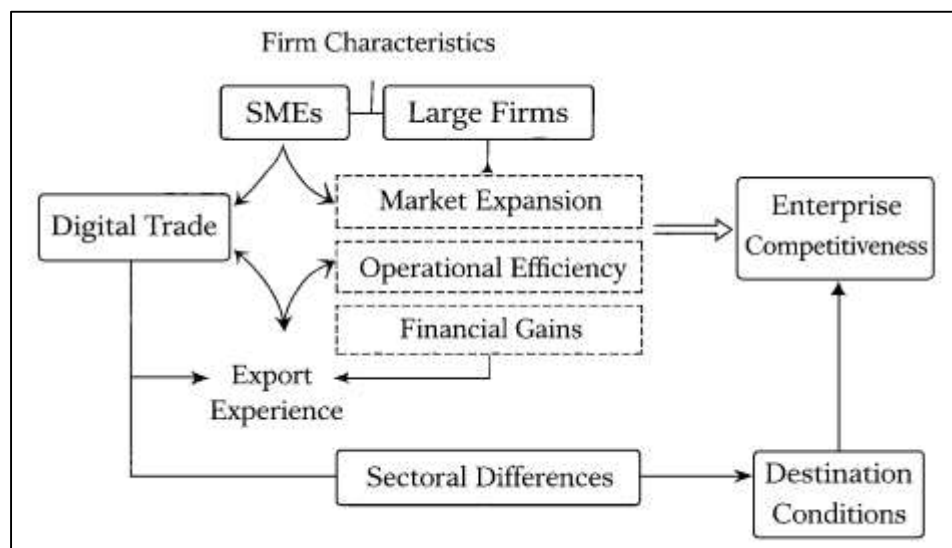 Firm Characteristics
SMEs
Large Firms
Market Expansion
Digital Trade
Operational Efficiency
Enterprise
Competitiveness
Financial Gains
Export
Experience
Sectoral Differences
Destination
Conditions